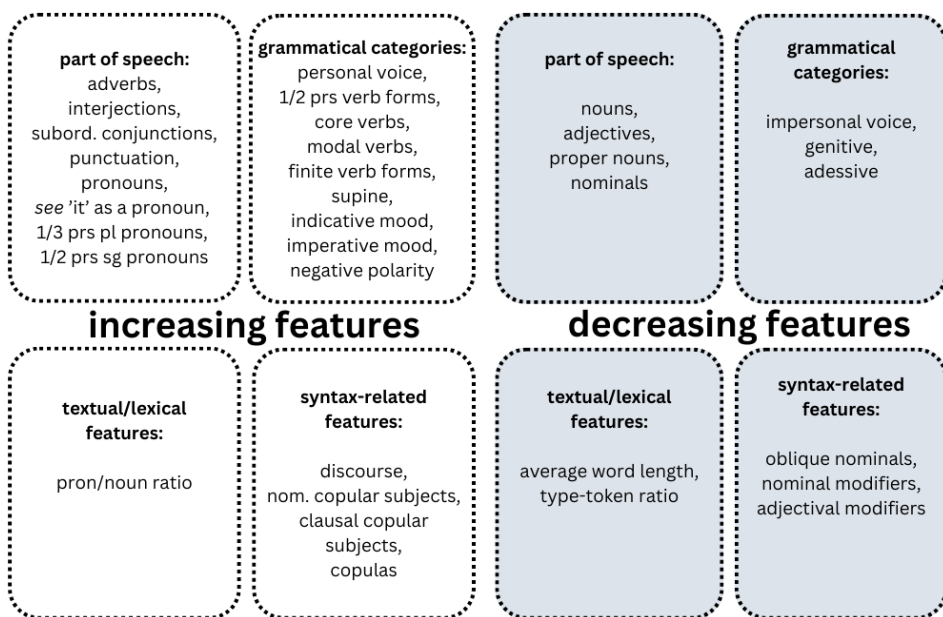 part of speech:
adverbs,
interjections,
subord. conjunctions,
punctuation,
pronouns,
see 'it' as a pronoun,
1/3 prs pl pronouns,
1/2 prs sg pronouns
grammatical categories:
personal voice,
1/2 prs verb forms,
core verbs,
modal verbs,
finite verb forms,
supine,
indicative mood,
imperative mood,
negative polarity
part of speech:
nouns,
adjectives,
proper nouns,
nominals
grammatical
categories:
impersonal voice,
genitive,
adessive
increasing features
decreasing features
textual/lexical
features:
pron/noun ratio
syntax-related
features:
discourse,
nom. copular subjects,
clausal copular
subjects,
copulas
textual/lexical
features:
average word length,
type-token ratio
syntax-related
features:
oblique nominals,
nominal modifiers,
adjectival modifiers